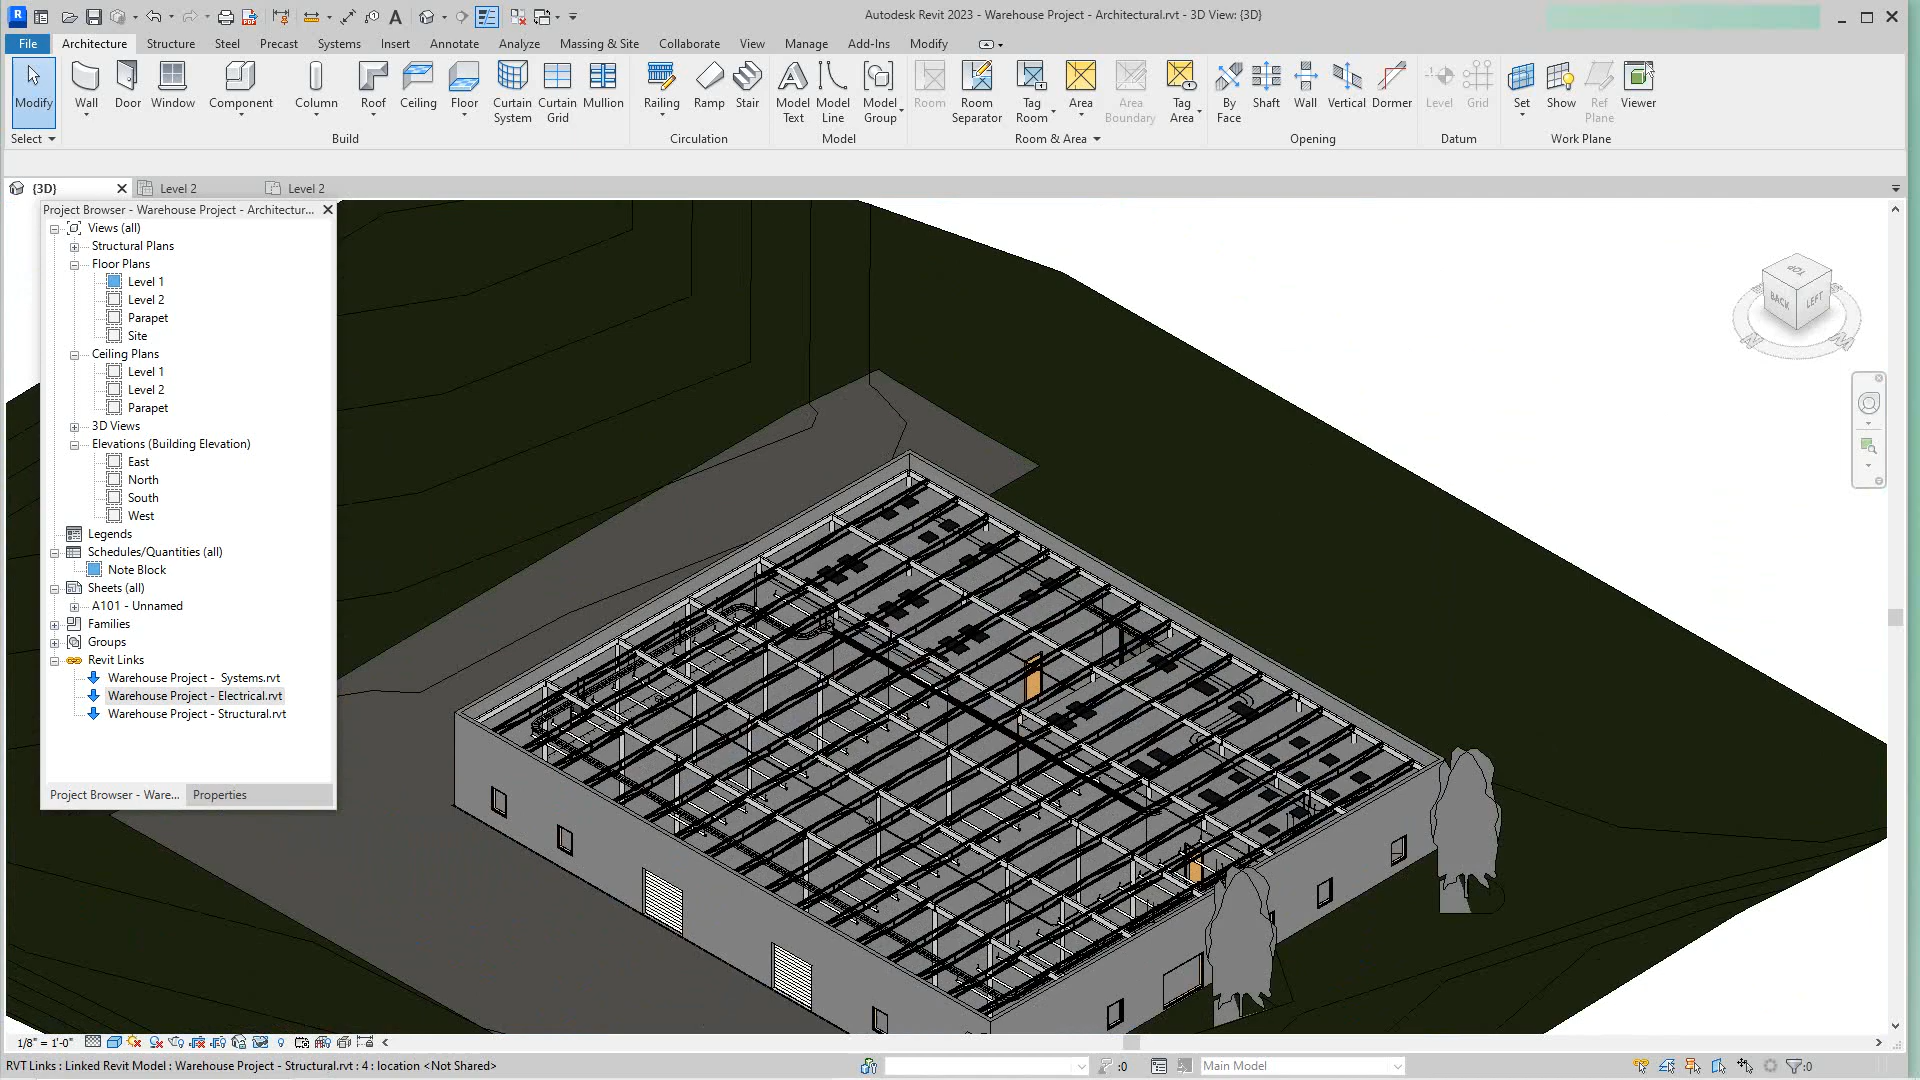 Autodesk Revit 2023 - Warehouse Project - Architectural.rvt - 3D View: {3D}
File Architecture Structure Steel Precast Systems Insert Annotate Analyze Massing & Site Collaborate View Manage Add-Ins Modify
Modify Wall Door Window Component Column Roof Ceiling Floor Curtain System Curtain Grid Mullion Railing Ramp Stair Model Text Model Line Model Group Room Room Separator Tag Room Area Area Boundary Tag Area By Face Shaft Wall Vertical Dormer Level Grid Set Show Ref Plane Viewer
Select Build Circulation Model Room & Area Opening Datum Work Plane
{3D} Level 2 Level 2
Project Browser - Warehouse Project - Architectur...
Views (all)
Structural Plans
Floor Plans
Level 1
Level 2
Parapet
Site
Ceiling Plans
Level 1
Level 2
Parapet
3D Views
Elevations (Building Elevation)
East
North
South
West
Legends
Schedules/Quantities (all)
Note Block
Sheets (all)
A101 - Unnamed
Families
Groups
Revit Links
Warehouse Project -  Systems.rvt
Warehouse Project - Electrical.rvt
Warehouse Project - Structural.rvt
Project Browser - Ware... Properties
TOP
BACK LEFT
1/8" = 1'-0"
RVT Links : Linked Revit Model : Warehouse Project - Structural.rvt : 4 : location <Not Shared> :0 Main Model :0